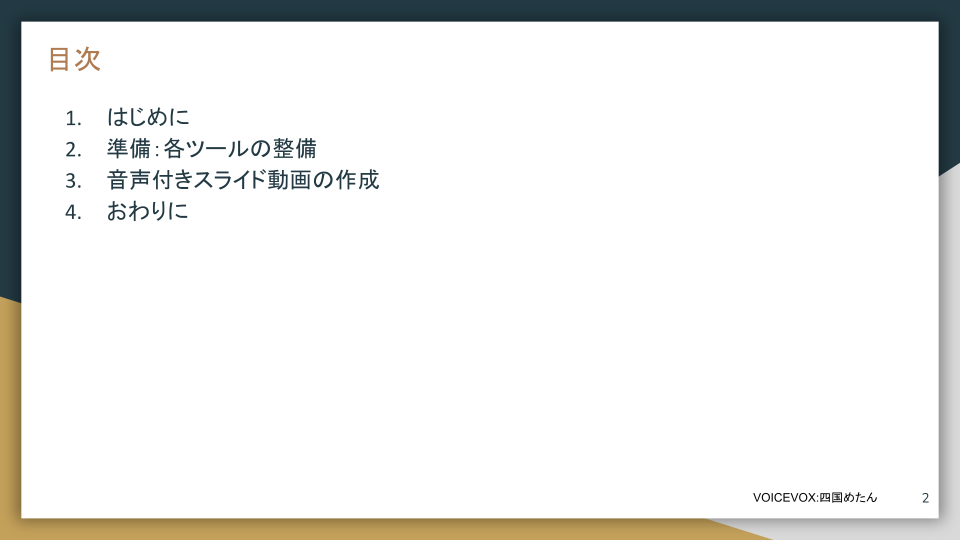 目次
1. はじめに
2. 準備：各ツールの整備
3. 音声付きスライド動画の作成
4. おわりに
VOICEVOX:四国めたん
2